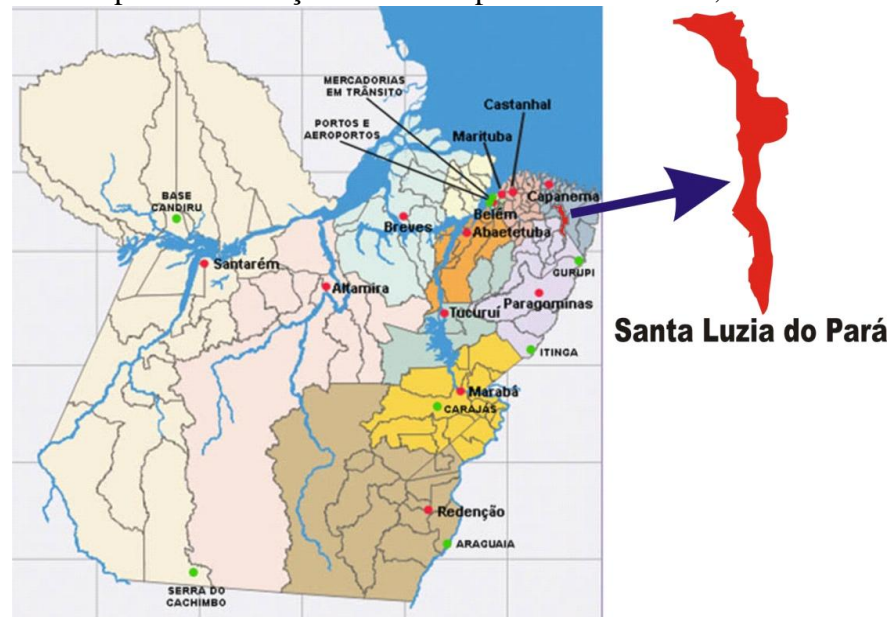 MERCADORIAS
EM TRÂNSITO
Castanhal
PORTOS E
AEROPORTOS
Marituba
BASE
CANDIRU
Capanema
Belém
Breves
Abaetetuba
GURUPI
Santarém
Altamira
Paragominas
Tucuruí
Santa Luzia do Pará
ITINGA
Marabá
CARAJÁS
Redenção
ARAGUAIA
SERRA DO
CACHIMBO